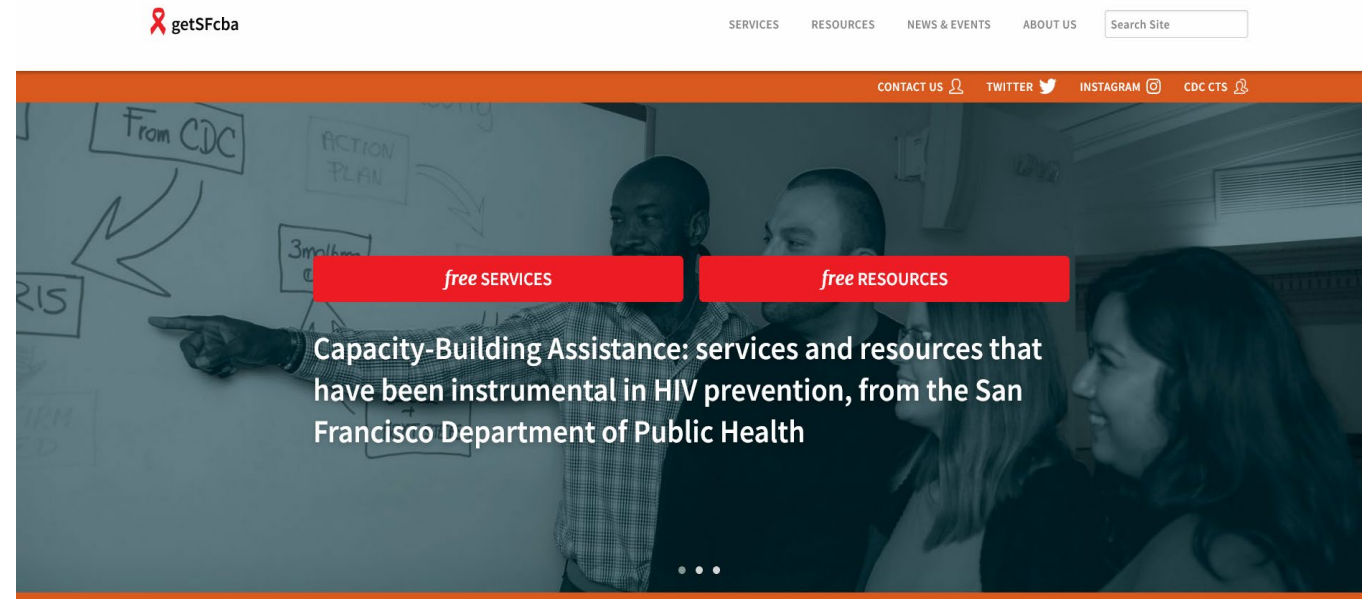 getSFcba
SERVICES RESOURCES NEWS & EVENTS ABOUT US Search Site
CONTACT US TWITTER INSTAGRAM CDC CTS
From CDC
ACTION
PLAN
free SERVICES free RESOURCES
Capacity-Building Assistance: services and resources that
have been instrumental in HIV prevention, from the San
Francisco Department of Public Health